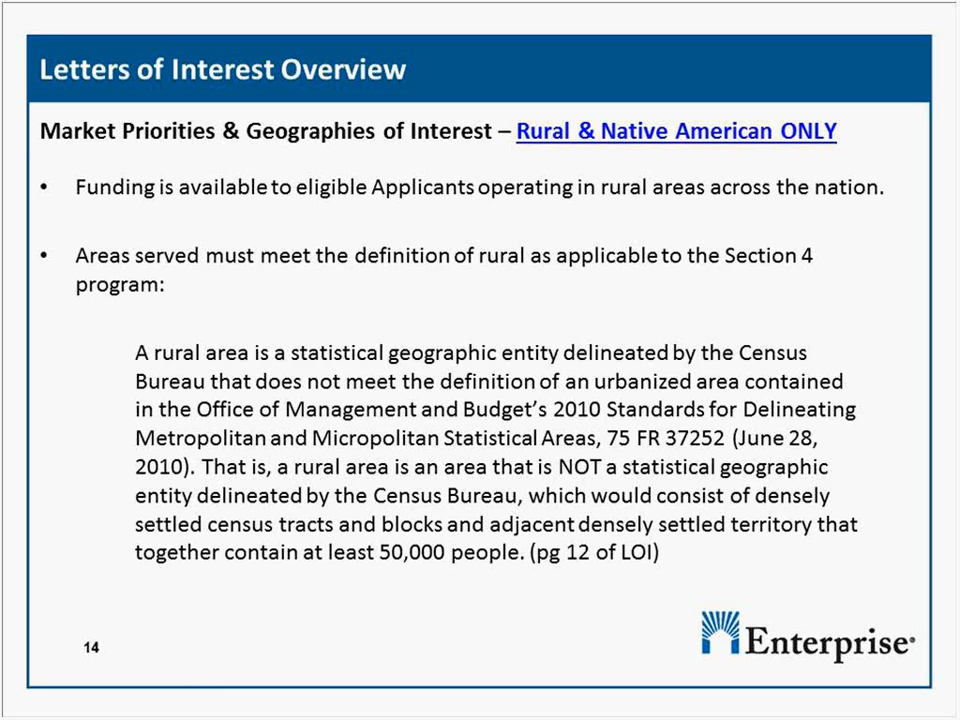 Letters of Interest Overview
Market Priorities & Geographies of Interest – Rural & Native American ONLY
• Funding is available to eligible Applicants operating in rural areas across the nation.
• Areas served must meet the definition of rural as applicable to the Section 4
program:
A rural area is a statistical geographic entity delineated by the Census
Bureau that does not meet the definition of an urbanized area contained
in the Office of Management and Budget's 2010 Standards for Delineating
Metropolitan and Micropolitan Statistical Areas, 75 FR 37252 (June 28,
2010). That is, a rural area is an area that is NOT a statistical geographic
entity delineated by the Census Bureau, which would consist of densely
settled census tracts and blocks and adjacent densely settled territory that
together contain at least 50,000 people. (pg 12 of LOI)
14
Enterprise®